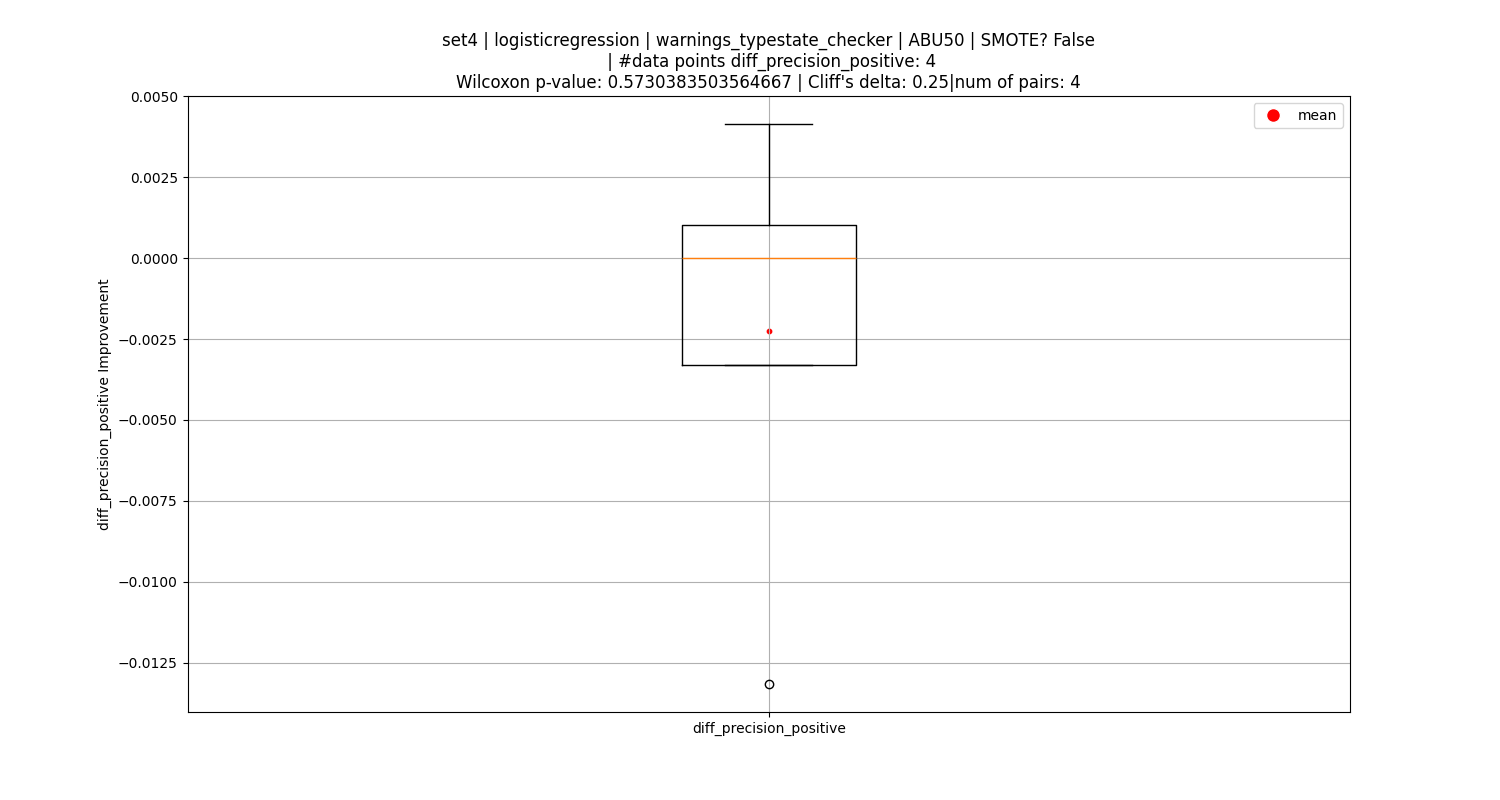 set4 | logisticregression | warnings_typestate_checker | ABU50 | SMOTE? False
| #data points diff_precision_positive: 4
Wilcoxon p-value: 0.5730383503564667 | Cliff's delta: 0.25|num of pairs: 4
0.0050
mean
0.0025
0.0000
−0.0025
−0.0050
−0.0075
−0.0100
−0.0125
diff_precision_positive Improvement
diff_precision_positive